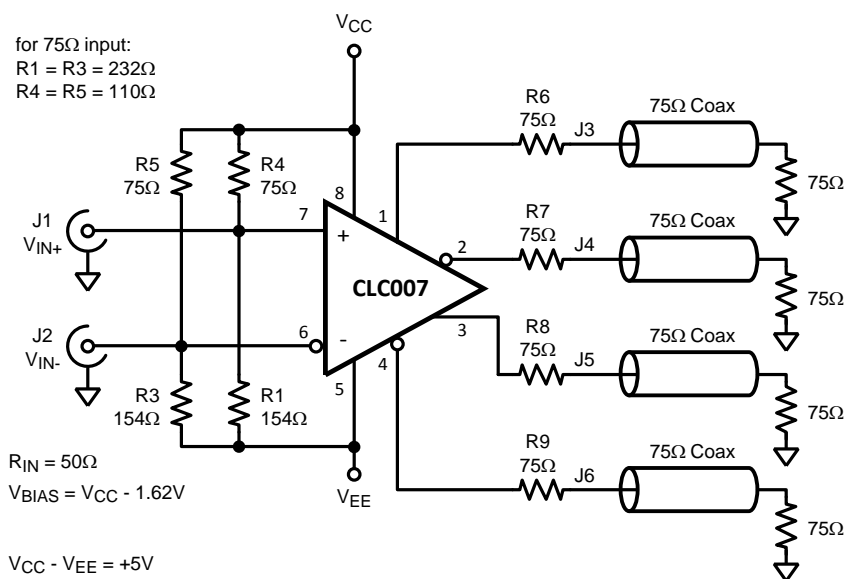 for 75Ω input:
R1 = R3 = 232Ω
R4 = R5 = 110Ω
VCC
R5
75Ω
R4
75Ω
8
1
7
+
J1
VIN+
2
CLC007
J2
VIN-
6
-
3
4
5
R3
154Ω
R1
154Ω
VEE
R6
75Ω
J3
75Ω Coax
75Ω
R7
75Ω
J4
75Ω Coax
75Ω
R8
75Ω
J5
75Ω Coax
75Ω
R9
75Ω
J6
75Ω Coax
75Ω
RIN = 50Ω
VBIAS = VCC - 1.62V
VCC - VEE = +5V